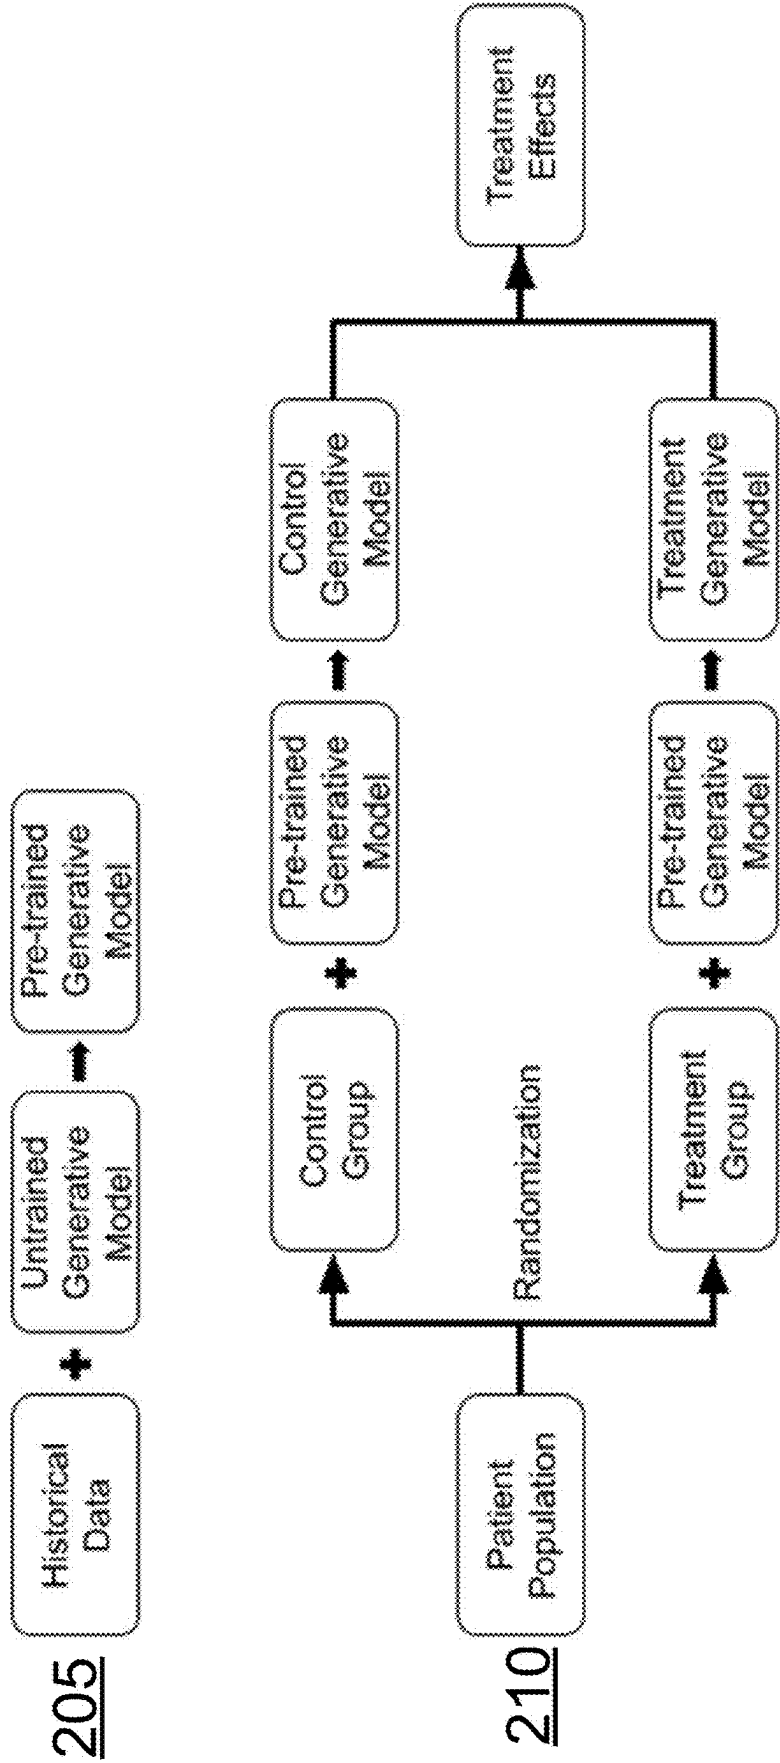 205
Historical
Data
Untrained
Generative
Model
Pre-trained
Generative
Model
210
Patient
Population
Randomization
Control
Group
Pre-trained
Generative
Model
Control
Generative
Model
Treatment
Group
Pre-trained
Generative
Model
Treatment
Generative
Model
Treatment
Effects